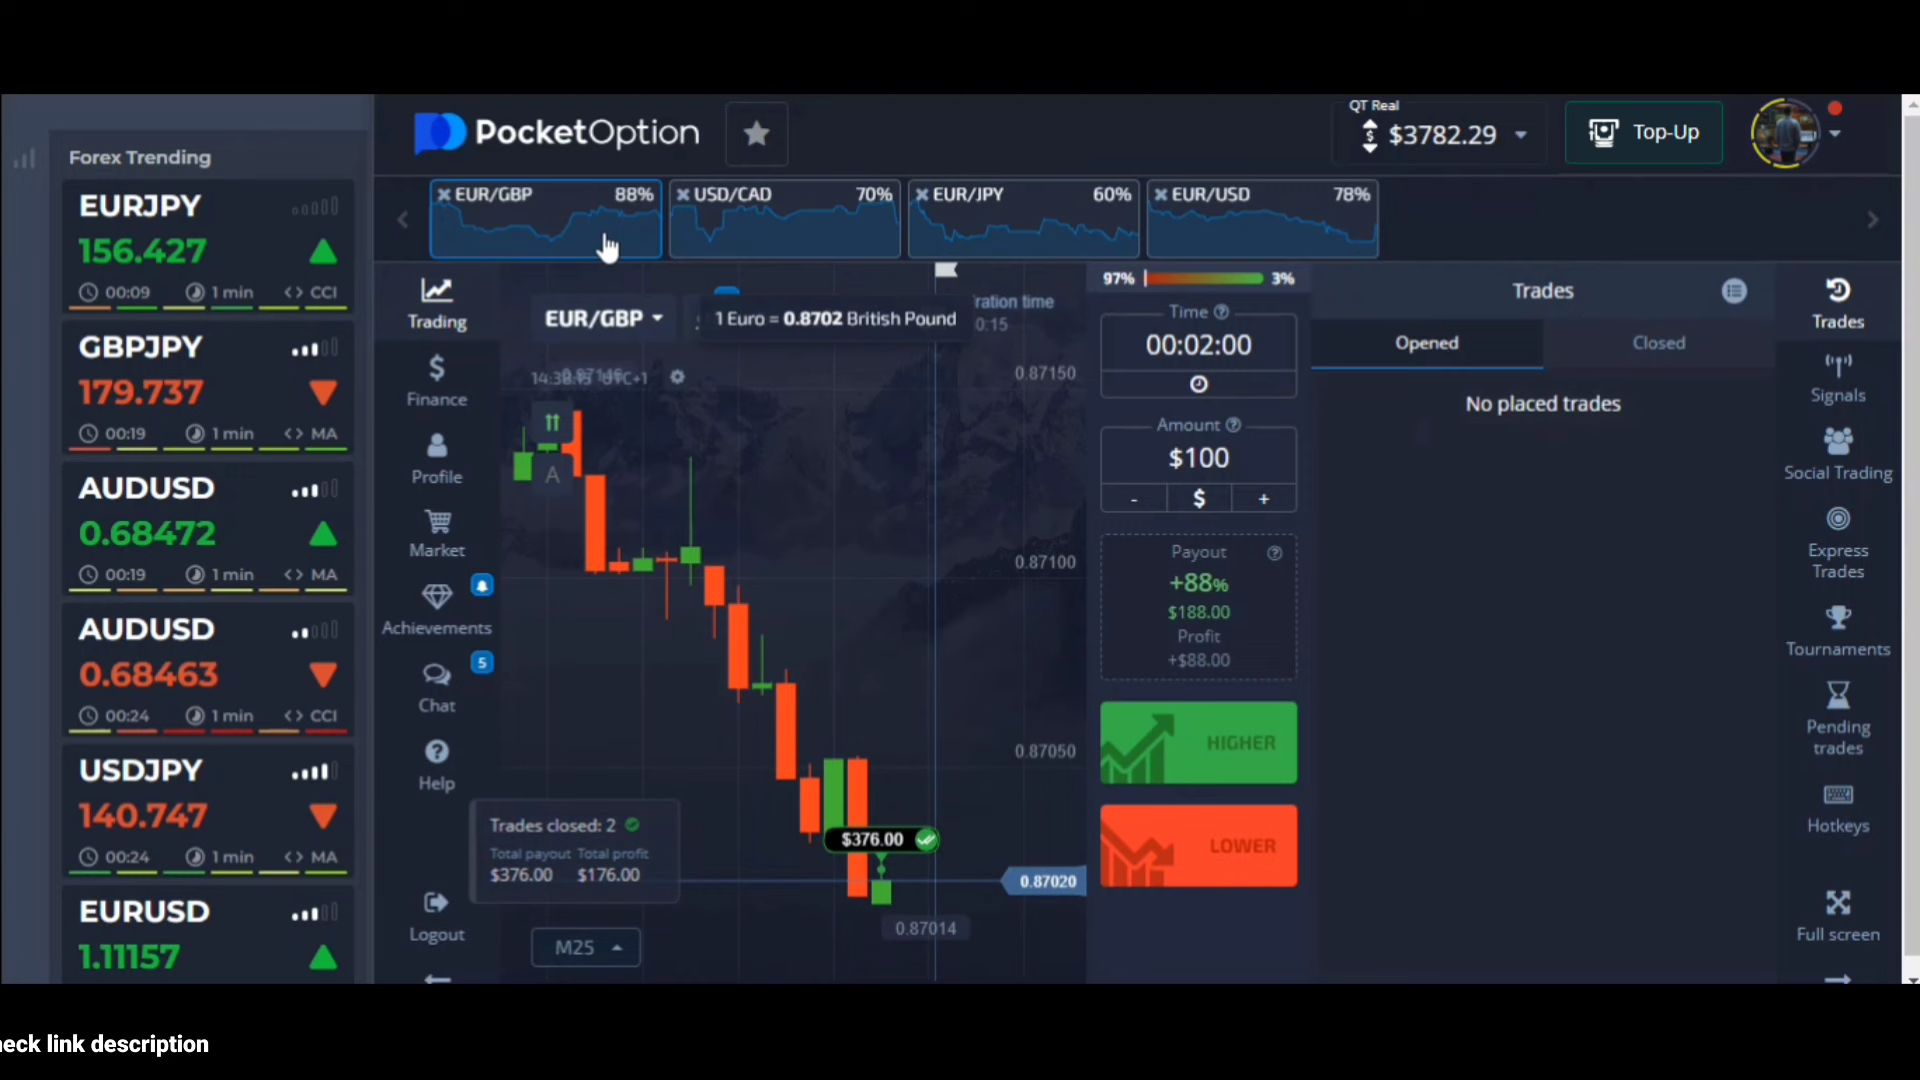 Forex Trending
EURJPY
156.427
00:09 1 min <> CCI
GBPJPY
179.737
00:19 1 min <> MA
AUDUSD
0.68472
00:19 1 min <> MA
AUDUSD
0.68463
00:24 1 min <> CCI
USDJPY
140.747
00:24 1 min <> MA
EURUSD
1.11157
PocketOption
QT Real
$3782.29
Top-Up
EUR/GBP 88%
USD/CAD 70%
EUR/JPY 60%
EUR/USD 78%
Trading
Finance
Profile
Market
Achievements
5
Chat
Help
Logout
EUR/GBP
1 Euro = 0.8702 British Pound
ration time
0:15
UTC+1
A
0.87150
0.87100
0.87050
0.87020
0.87014
$376.00
Trades closed: 2
Total payout Total profit
$376.00 $176.00
M25
97% 3%
Time
00:02:00
Amount
$100
- $ +
Payout
+88%
$188.00
Profit
+$88.00
HIGHER
LOWER
Trades
Opened Closed
No placed trades
Trades
Signals
Social Trading
Express
Trades
Tournaments
Pending
trades
Hotkeys
Full screen
heck link description